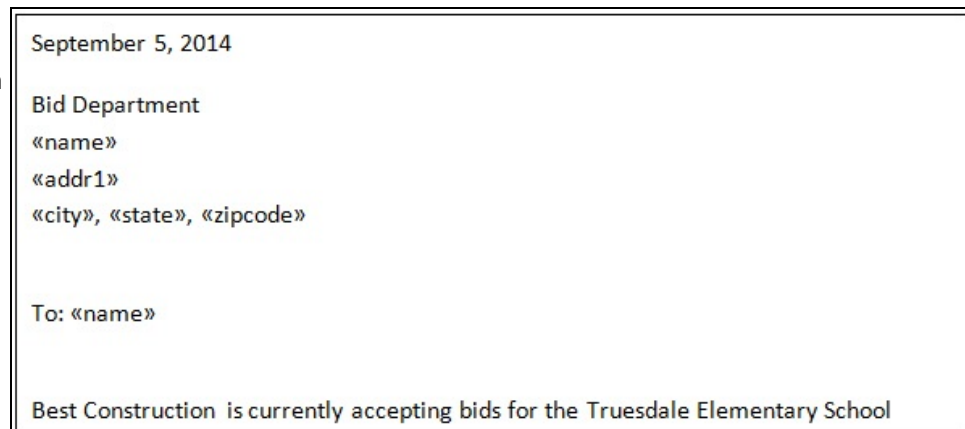 September 5, 2014
Bid Department
«name»
«addr1»
«city», «state», «zipcode»
To: «name»
Best Construction is currently accepting bids for the Truesdale Elementary School